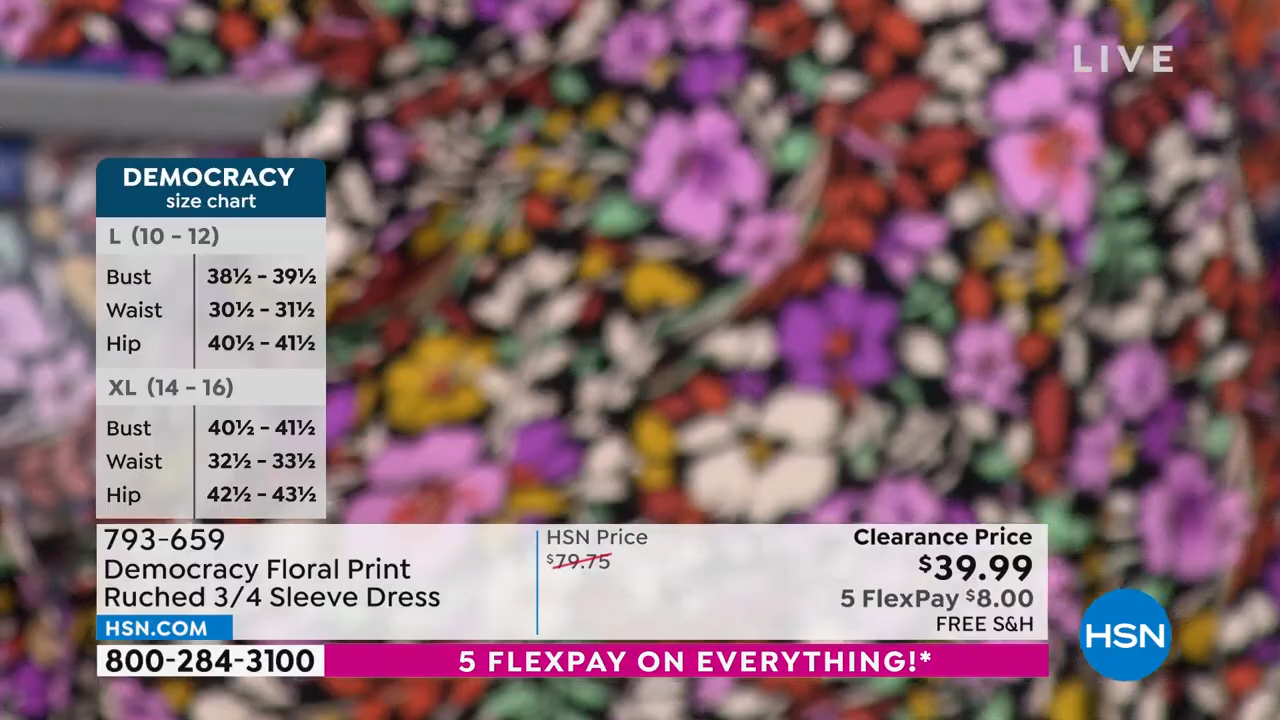 LIVE
DEMOCRACY
size chart
L (10 - 12)
Bust 38½ - 39½
Waist 30½ - 31½
Hip 40½ - 41½
XL (14 - 16)
Bust 40½ - 41½
Waist 32½ - 33½
Hip 42½ - 43½
793-659
Democracy Floral Print
Ruched 3/4 Sleeve Dress
HSN.COM
HSN Price
$79.75
Clearance Price
$39.99
5 FlexPay $8.00
FREE S&H
HSN
800-284-3100
5 FLEXPAY ON EVERYTHING!*